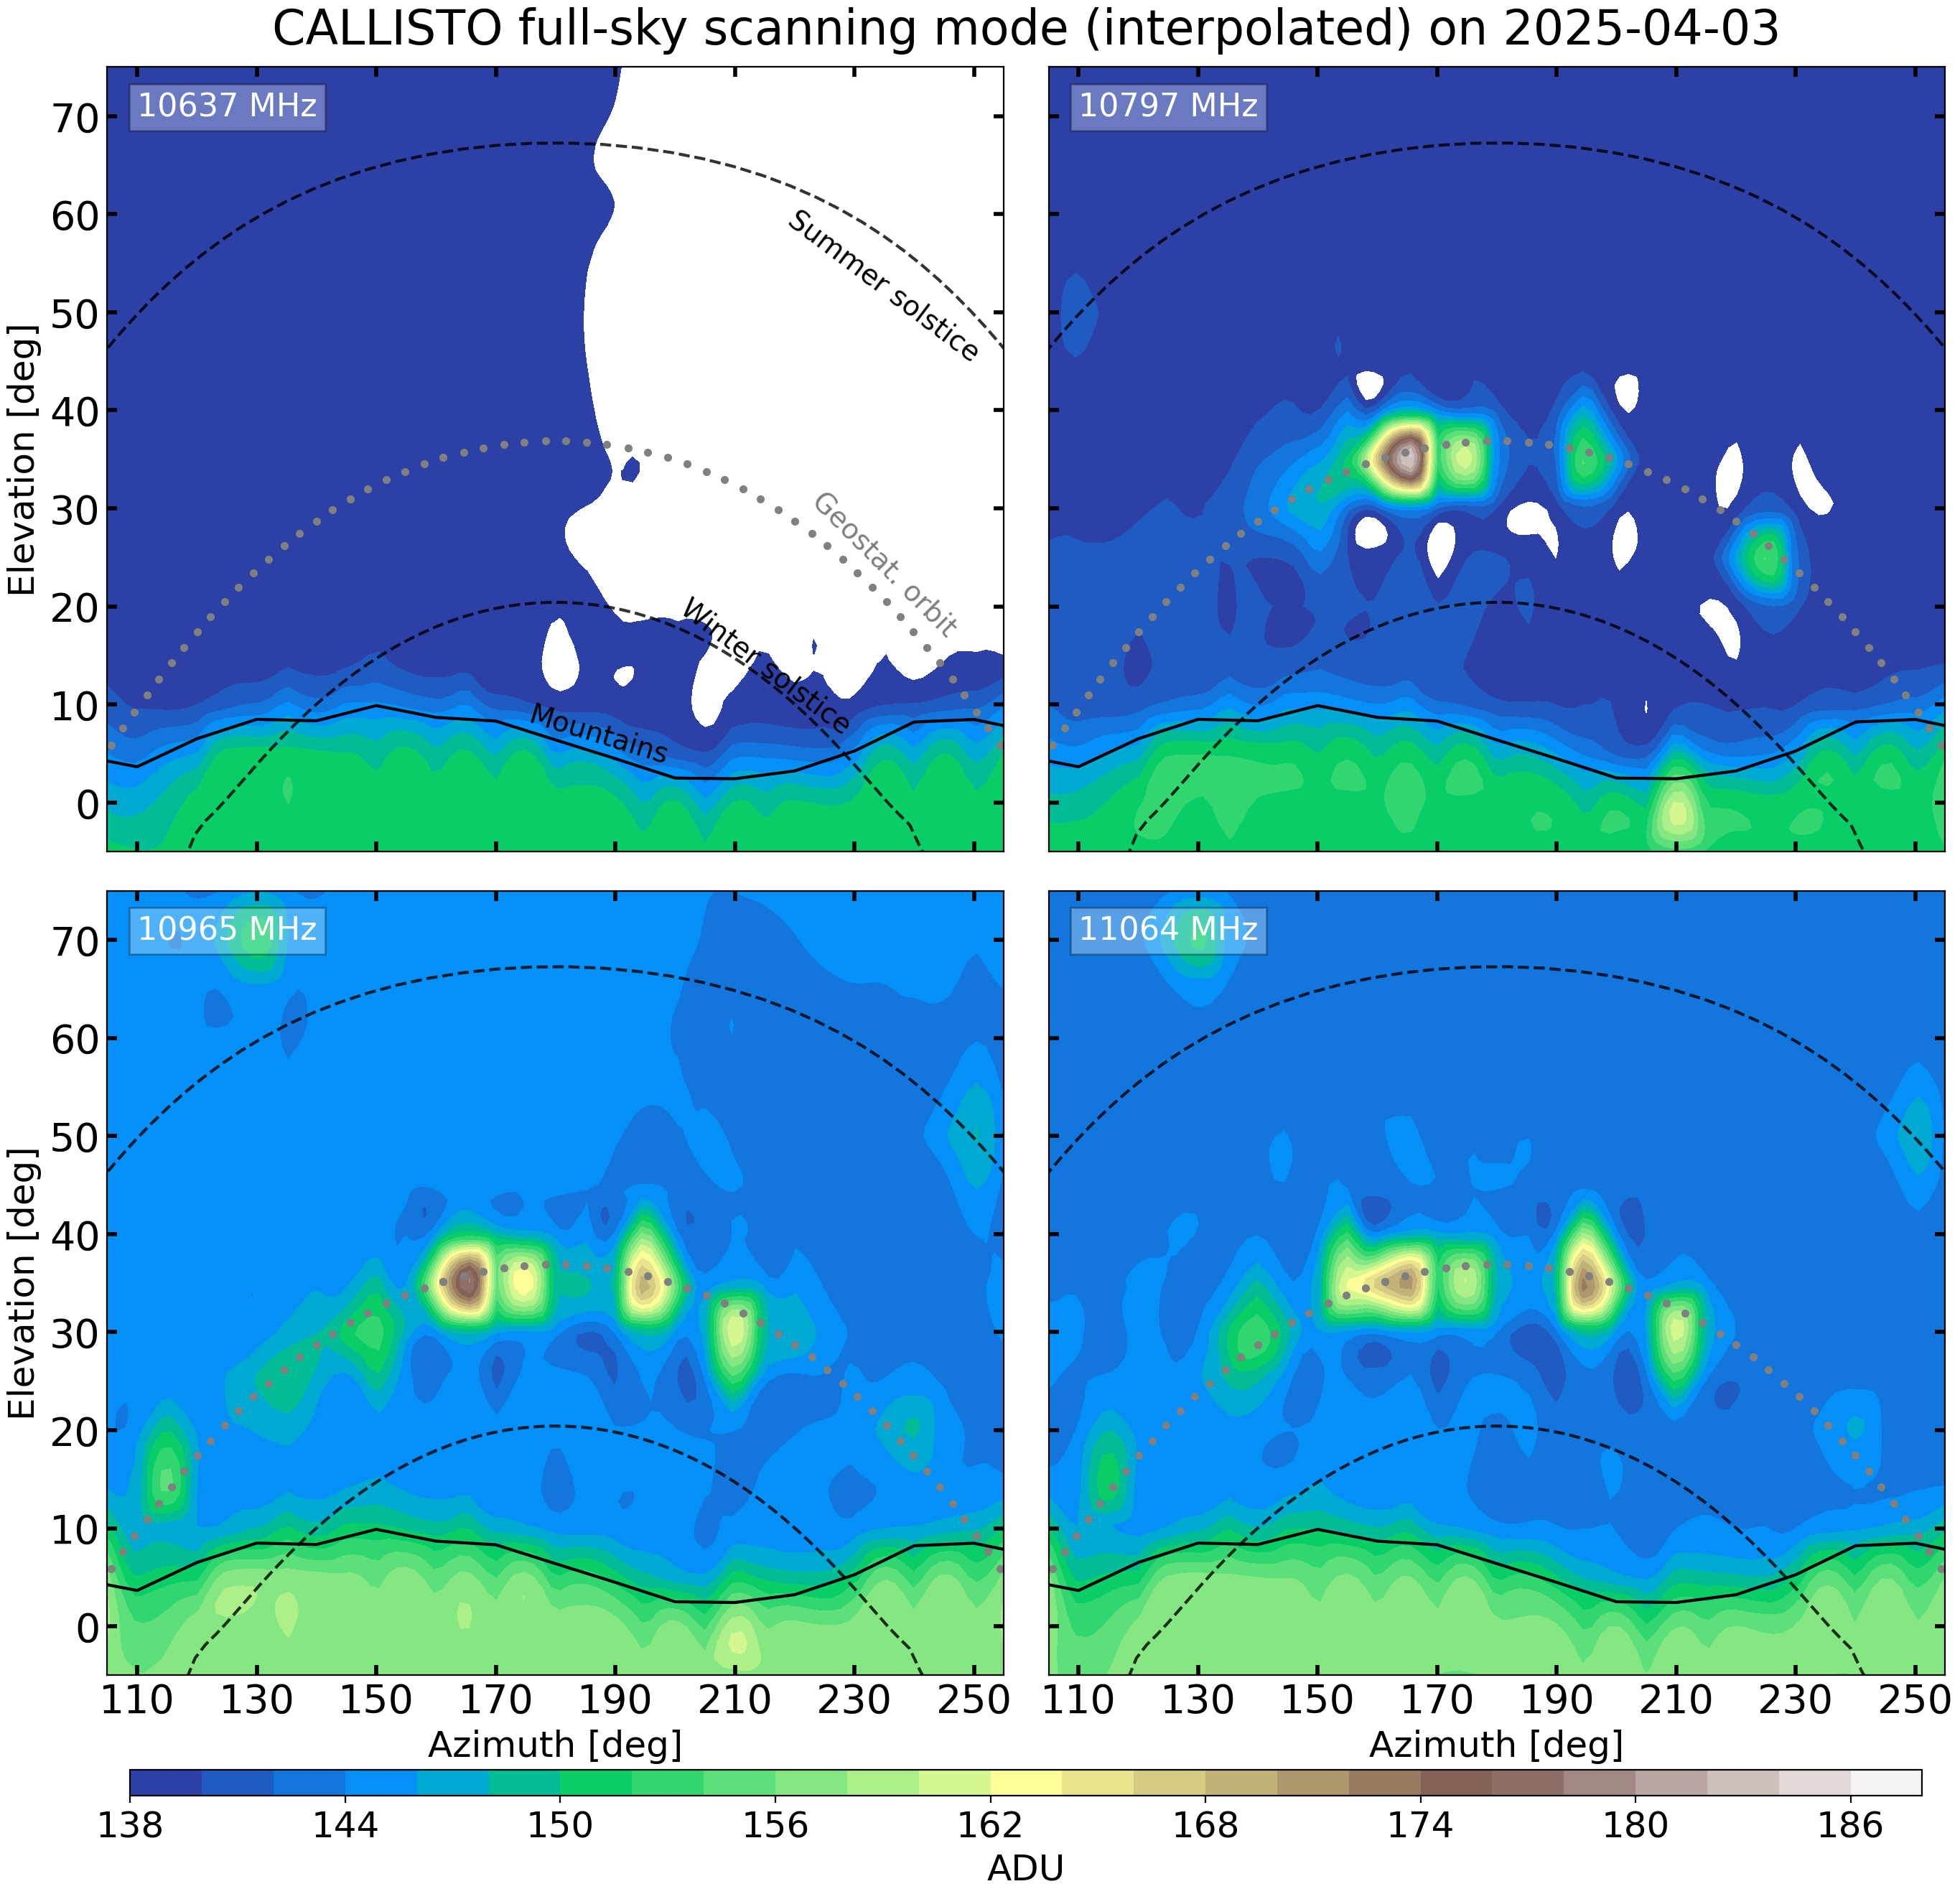 CALLISTO full-sky scanning mode (interpolated) on 2025-04-03
10637 MHz
10797 MHz
70
60
50
40
30
20
10
0
Elevation [deg]
Summer solstice
Geostat. orbit
Winter solstice
Mountains
10965 MHz
11064 MHz
70
60
50
40
30
20
10
0
Elevation [deg]
110 130 150 170 190 210 230 250
110 130 150 170 190 210 230 250
Azimuth [deg]
Azimuth [deg]
138 144 150 156 162 168 174 180 186
ADU